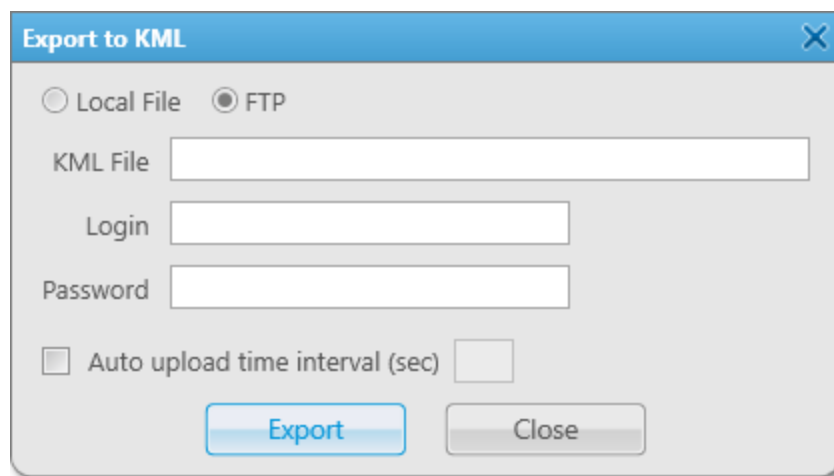 Export to KML
Local File FTP
KML File
Login
Password
Auto upload time interval (sec)
Export Close